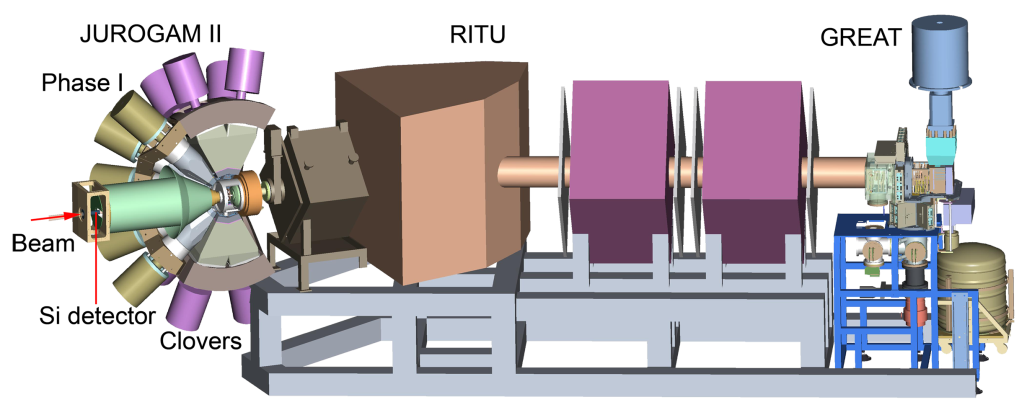 JUROGAM II
RITU
GREAT
Phase I
Beam
Si detector
Clovers